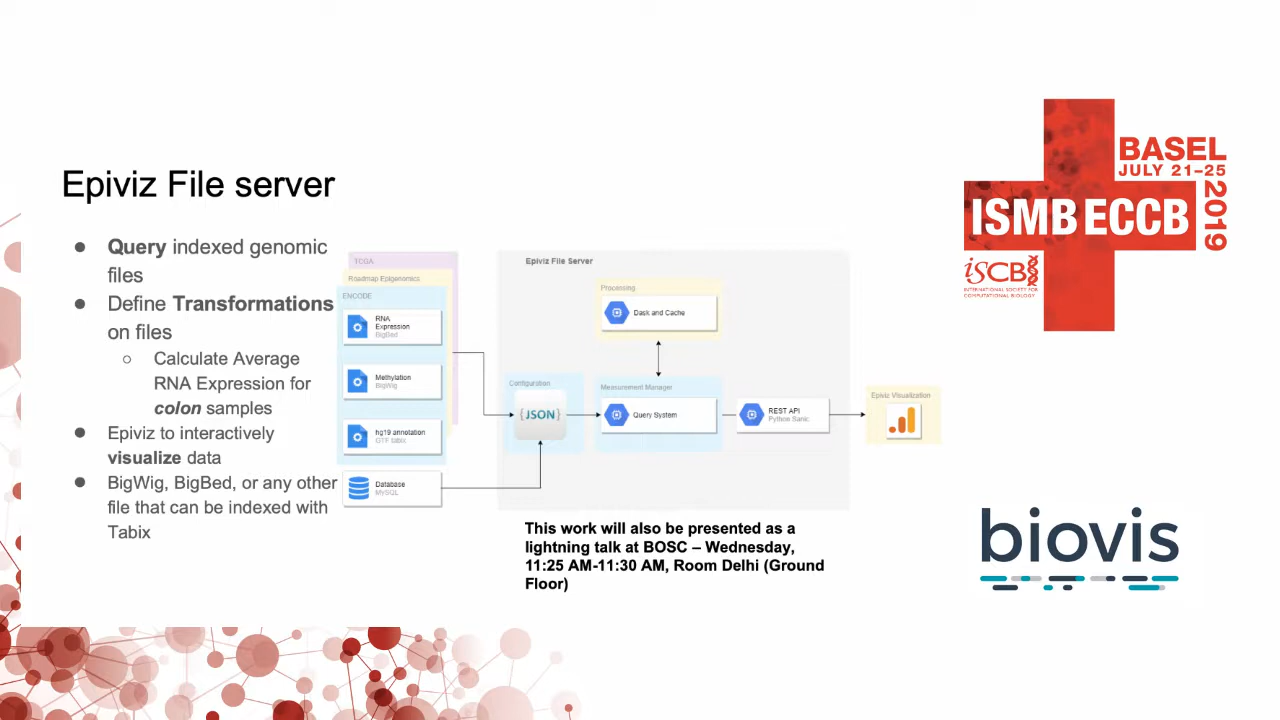 Epiviz File server
● Query indexed genomic
files
● Define Transformations
on files
○ Calculate Average
RNA Expression for
colon samples
● Epiviz to interactively
visualize data
● BigWig, BigBed, or any other
file that can be indexed with
Tabix
TCGA
Roadmap Epigenomics
ENCODE
RNA
Expression
BigBed
Methylation
BigWig
hg19 annotation
GTF tabix
Database
MySQL
Epiviz File Server
Processing
Dask and Cache
Configuration
{JSON}
Measurement Manager
Query System
REST API
Python Sanic
Epiviz Visualization
This work will also be presented as a
lightning talk at BOSC – Wednesday,
11:25 AM-11:30 AM, Room Delhi (Ground
Floor)
BASEL
JULY 21–25
2019
ISMB ECCB
ISCB
INTERNATIONAL SOCIETY FOR
COMPUTATIONAL BIOLOGY
biovis